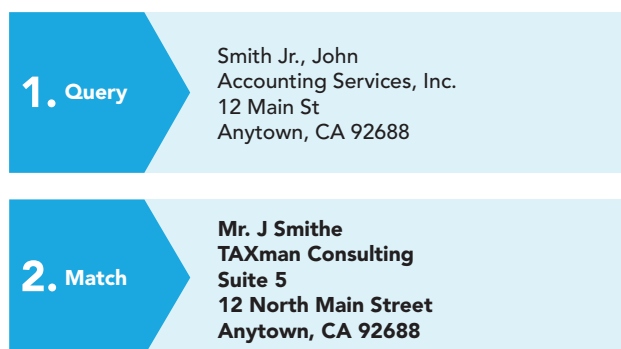 1. Query
Smith Jr., John
Accounting Services, Inc.
12 Main St
Anytown, CA 92688
2. Match
Mr. J Smithe
TAXman Consulting
Suite 5
12 North Main Street
Anytown, CA 92688